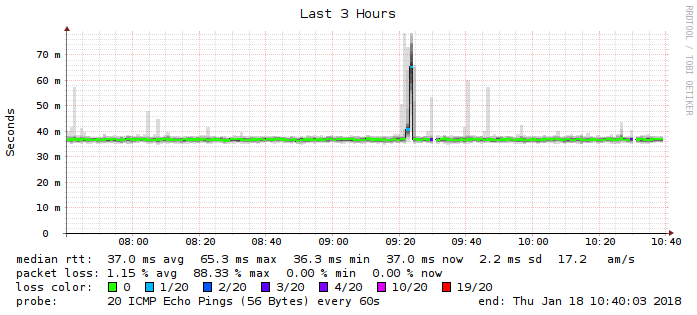 Last 3 Hours
RRDTOOL / TOBI OETIKER
Seconds
70 m
60 m
50 m
40 m
30 m
20 m
10 m
0
08:00 08:20 08:40 09:00 09:20 09:40 10:00 10:20 10:40
median rtt: 37.0 ms avg 65.3 ms max 36.3 ms min 37.0 ms now 2.2 ms sd 17.2 am/s
packet loss: 1.15 % avg 88.33 % max 0.00 % min 0.00 % now
loss color: 0 1/20 2/20 3/20 4/20 10/20 19/20
probe: 20 ICMP Echo Pings (56 Bytes) every 60s end: Thu Jan 18 10:40:03 2018